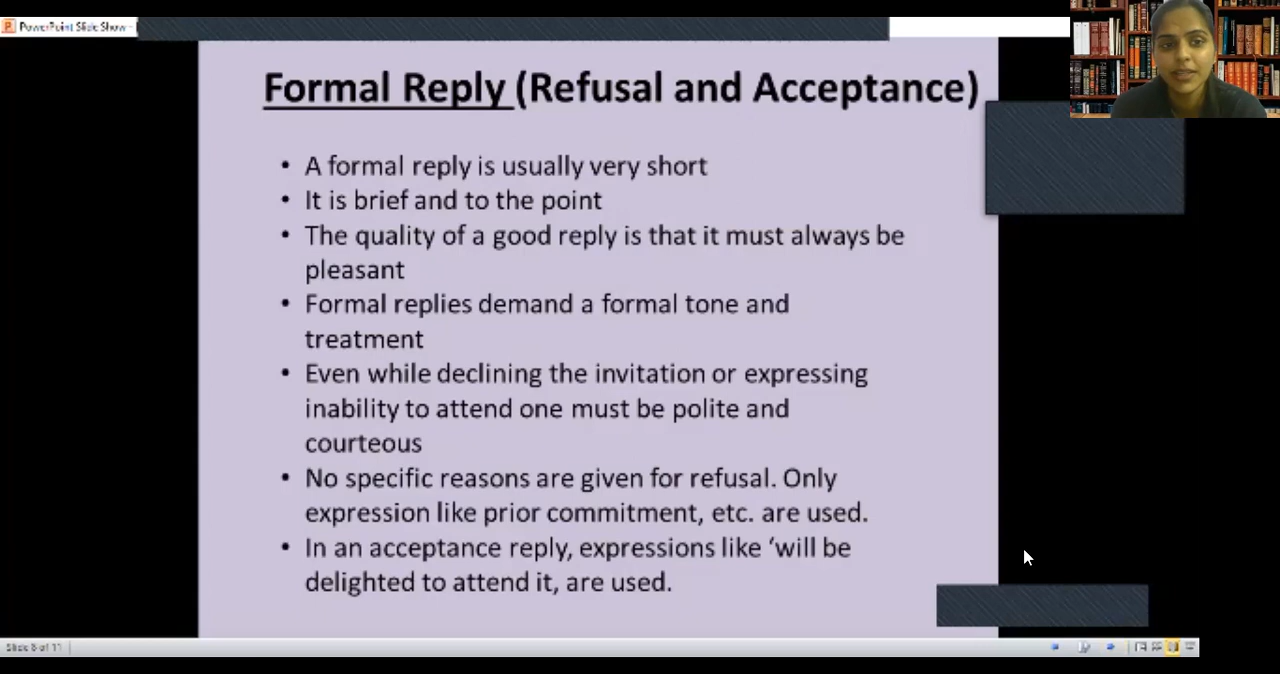 PowerPoint Slide Show -
Formal Reply (Refusal and Acceptance)
• A formal reply is usually very short
• It is brief and to the point
• The quality of a good reply is that it must always be
pleasant
• Formal replies demand a formal tone and
treatment
• Even while declining the invitation or expressing
inability to attend one must be polite and
courteous
• No specific reasons are given for refusal. Only
expression like prior commitment, etc. are used.
• In an acceptance reply, expressions like ‘will be
delighted to attend it, are used.
Slide 8 of 11